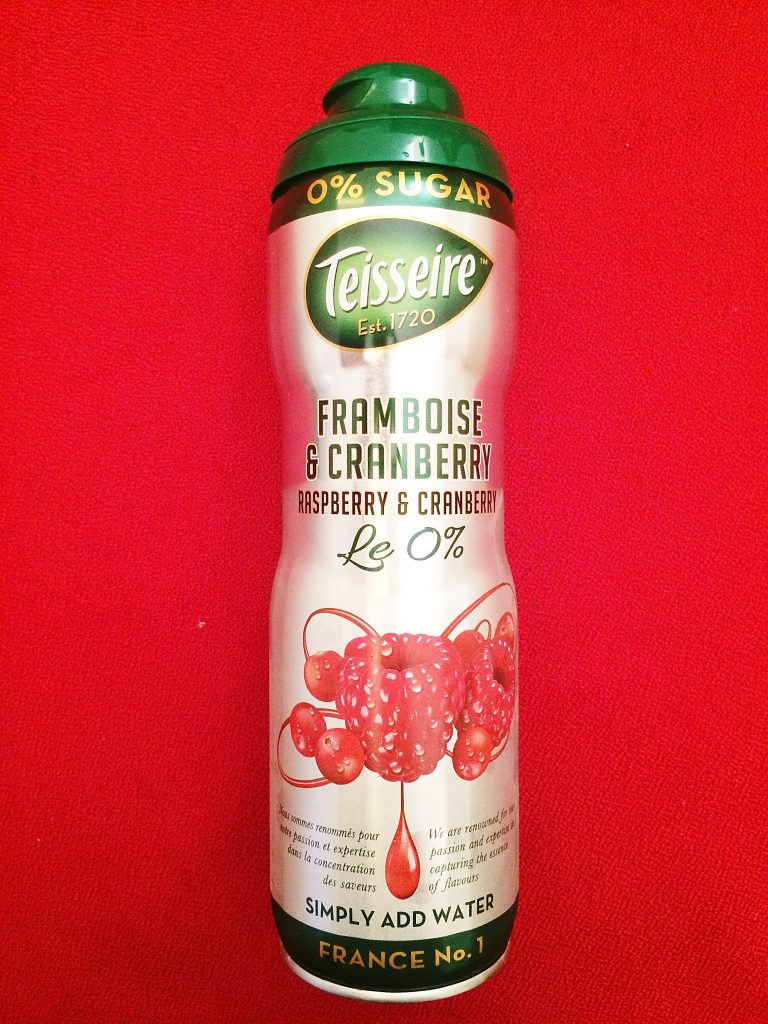 0% SUGAR
Teisseire™
Est. 1720
FRAMBOISE
& CRANBERRY
RASPBERRY & CRANBERRY
Le 0%
Nous sommes renommés pour
notre passion et expertise
dans la concentration
des saveurs
We are renowned for our
passion and expertise in
capturing the essence
of flavours
SIMPLY ADD WATER
FRANCE No. 1